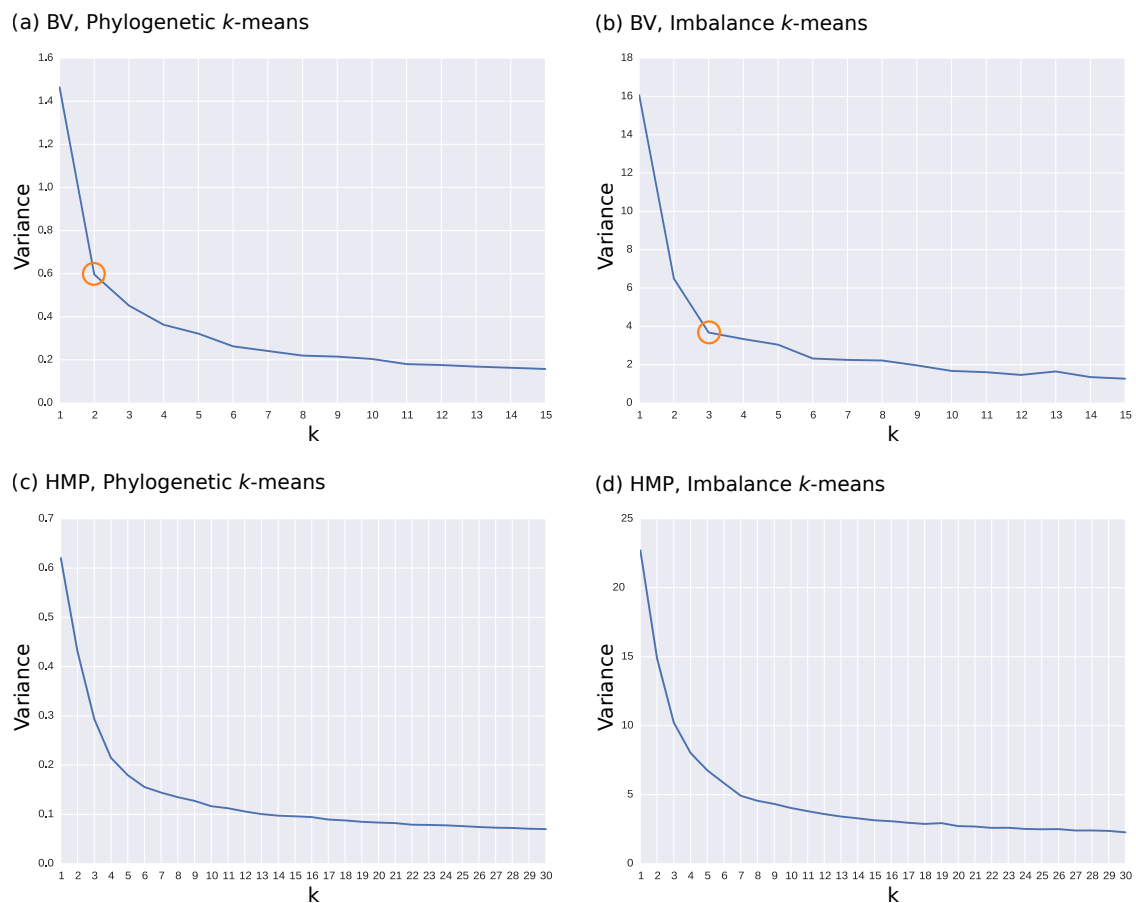 (a) BV, Phylogenetic k-means
1.6
1.4
1.2
1.0
0.8
0.6
0.4
0.2
0.0
Variance
1 2 3 4 5 6 7 8 9 10 11 12 13 14 15
k
(b) BV, Imbalance k-means
18
16
14
12
10
8
6
4
2
0
Variance
1 2 3 4 5 6 7 8 9 10 11 12 13 14 15
k
(c) HMP, Phylogenetic k-means
0.7
0.6
0.5
0.4
0.3
0.2
0.1
0.0
Variance
1 2 3 4 5 6 7 8 9 10 11 12 13 14 15 16 17 18 19 20 21 22 23 24 25 26 27 28 29 30
k
(d) HMP, Imbalance k-means
25
20
15
10
5
0
Variance
1 2 3 4 5 6 7 8 9 10 11 12 13 14 15 16 17 18 19 20 21 22 23 24 25 26 27 28 29 30
k